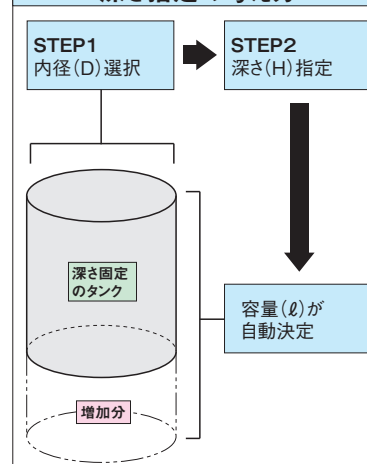 STEP1
内径(D)選択
STEP2
深さ(H)指定
深さ固定
のタンク
容量(ℓ)が
自動決定
増加分